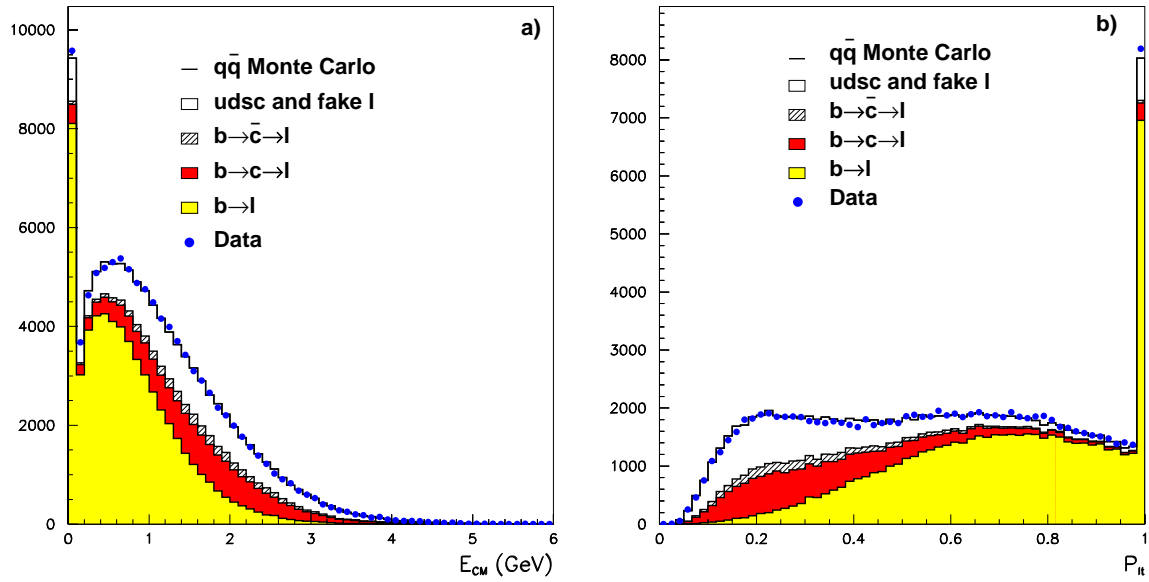 a)
10000
8000
6000
4000
2000
0
qq̄ Monte Carlo
udsc and fake l
b→c̄→l
b→c→l
b→l
Data
0 1 2 3 4 5 6
E_CM (GeV)
b)
8000
7000
6000
5000
4000
3000
2000
1000
0
qq̄ Monte Carlo
udsc and fake l
b→c̄→l
b→c→l
b→l
Data
0 0.2 0.4 0.6 0.8 1
P_lt